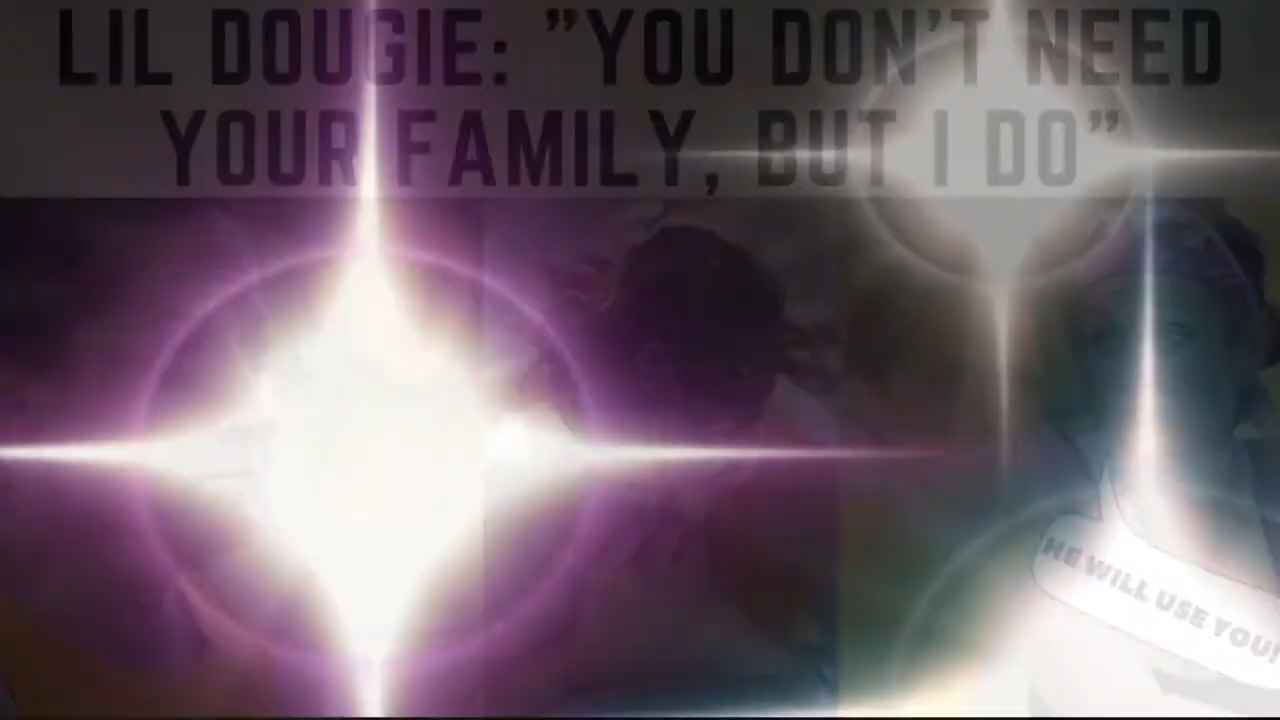 LIL DOUGIE: "YOU DON'T NEED
YOUR FAMILY, BUT I DO"
HE WILL USE YOU!